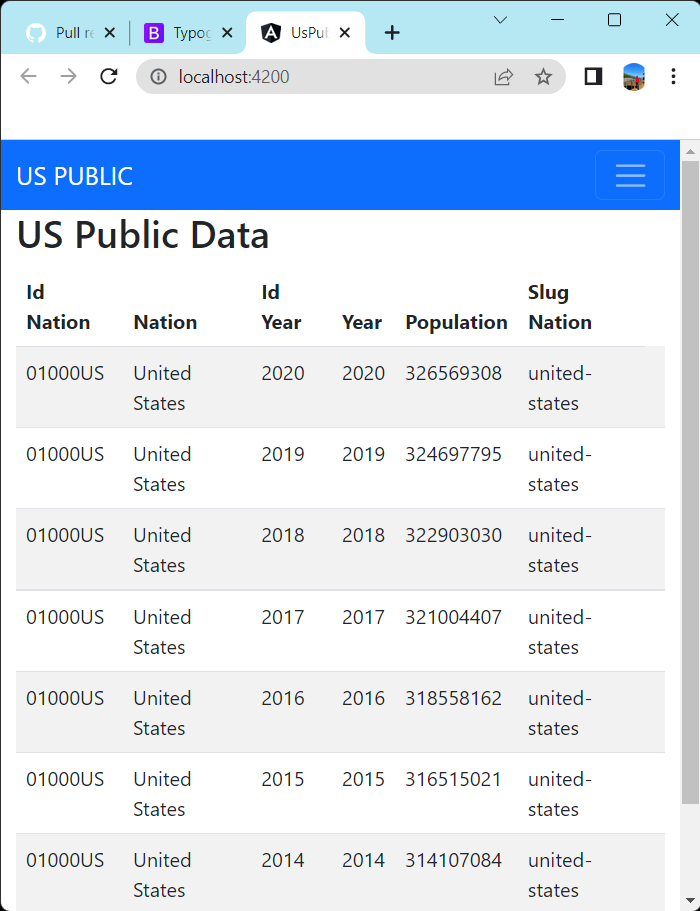 Pull re
B Typog
UsPub
localhost:4200
US PUBLIC
US Public Data
Id Nation Nation Id Year Year Population Slug Nation
01000US United States 2020 2020 326569308 united-states
01000US United States 2019 2019 324697795 united-states
01000US United States 2018 2018 322903030 united-states
01000US United States 2017 2017 321004407 united-states
01000US United States 2016 2016 318558162 united-states
01000US United States 2015 2015 316515021 united-states
01000US United States 2014 2014 314107084 united-states